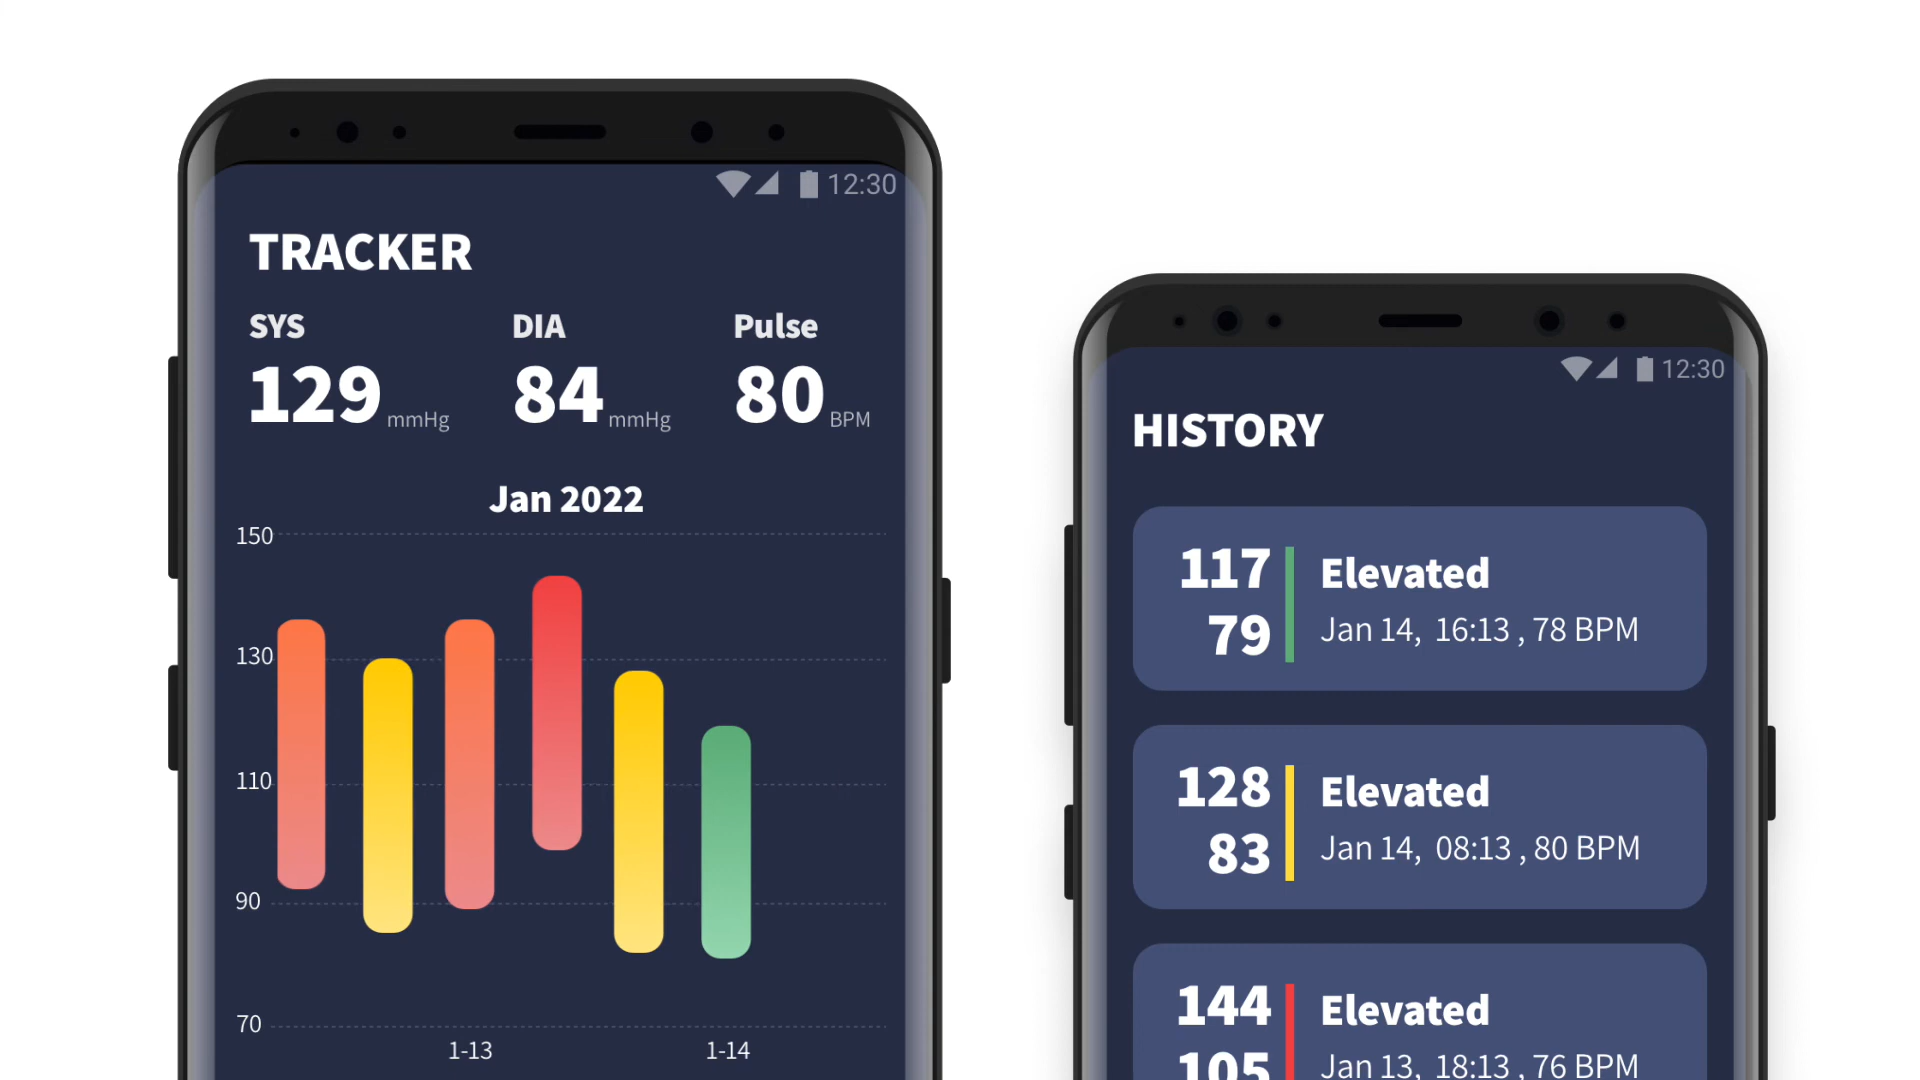 12:30
TRACKER
SYS DIA Pulse
129 mmHg 84 mmHg 80 BPM
Jan 2022
150
130
110
90
70
1-13 1-14
12:30
HISTORY
117 Elevated
79 Jan 14, 16:13 , 78 BPM
128 Elevated
83 Jan 14, 08:13 , 80 BPM
144 Elevated
105 Jan 13, 18:13 , 76 BPM